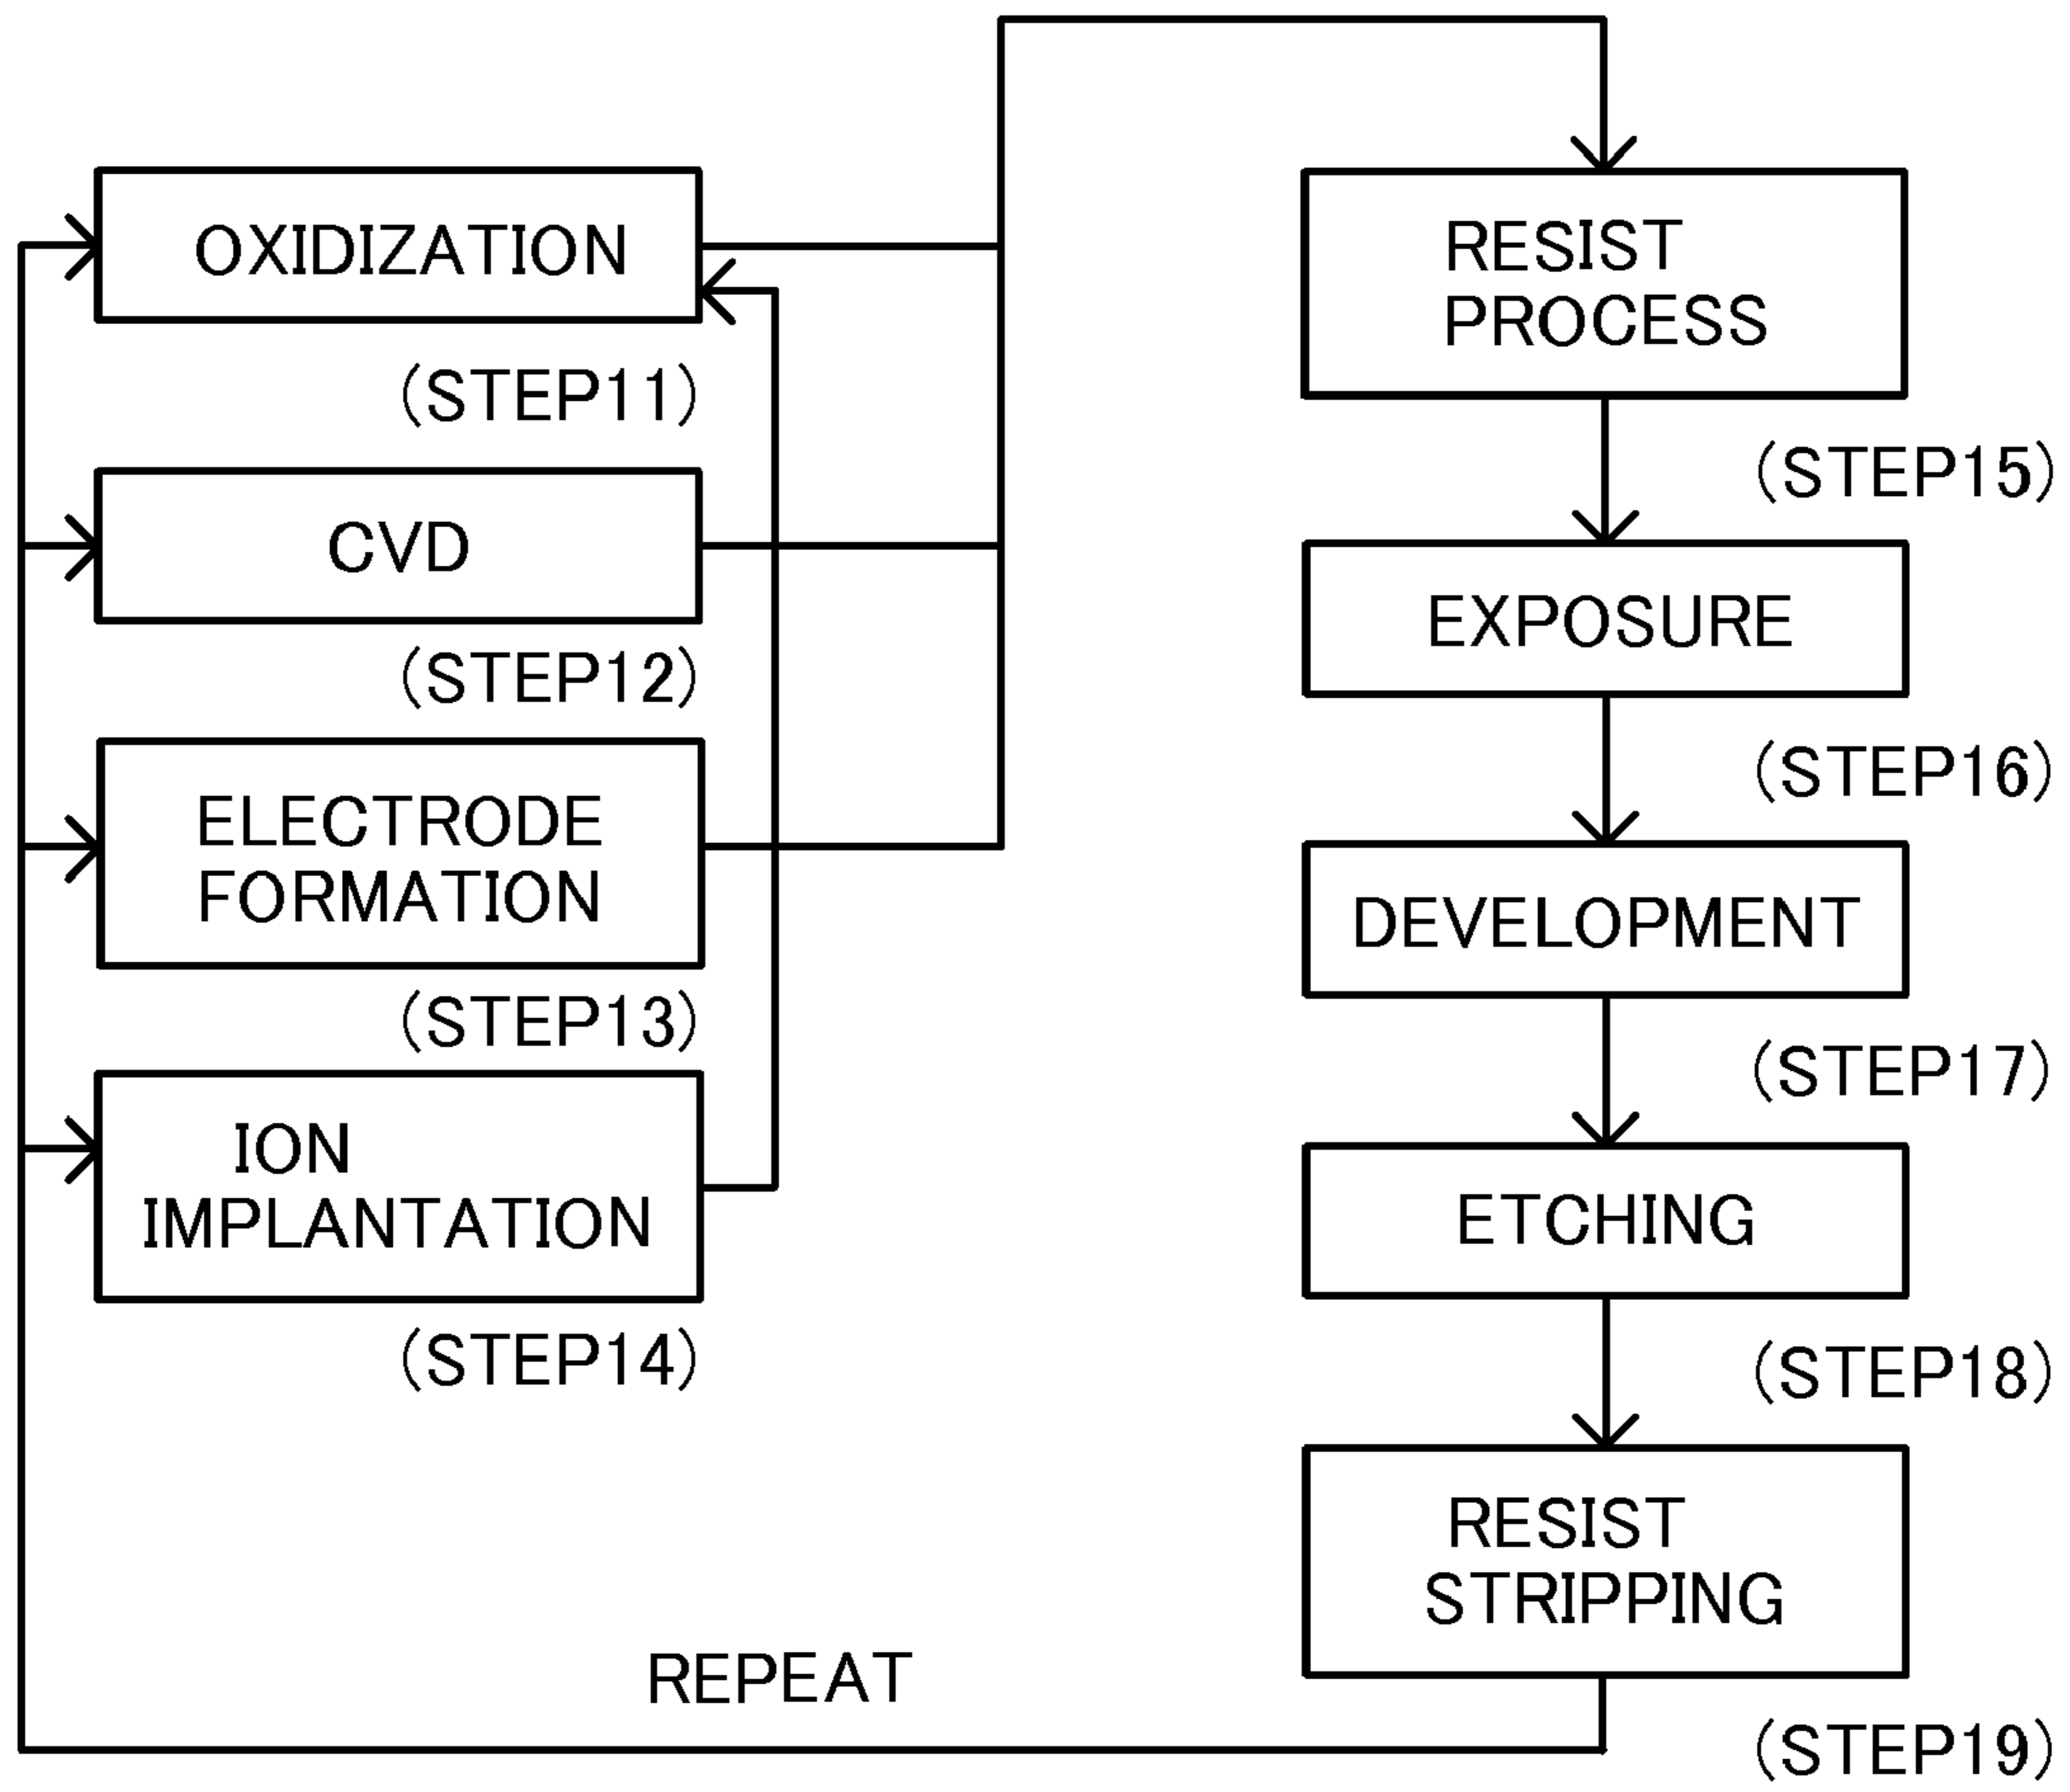 OXIDIZATION
(STEP11)
CVD
(STEP12)
ELECTRODE
FORMATION
(STEP13)
ION
IMPLANTATION
(STEP14)
RESIST
PROCESS
(STEP15)
EXPOSURE
(STEP16)
DEVELOPMENT
(STEP17)
ETCHING
(STEP18)
RESIST
STRIPPING
(STEP19)
REPEAT